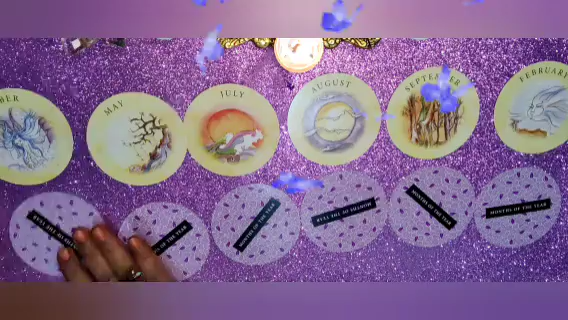 BER
MAY
JULY
AUGUST
SEPTEMBER
FEBRUARY
MONTHS OF THE YEAR
OF THE YEAR
MONTHS OF THE YEAR
MONTHS OF THE YEAR
MONTHS OF THE YEAR
MONTHS OF THE YEAR